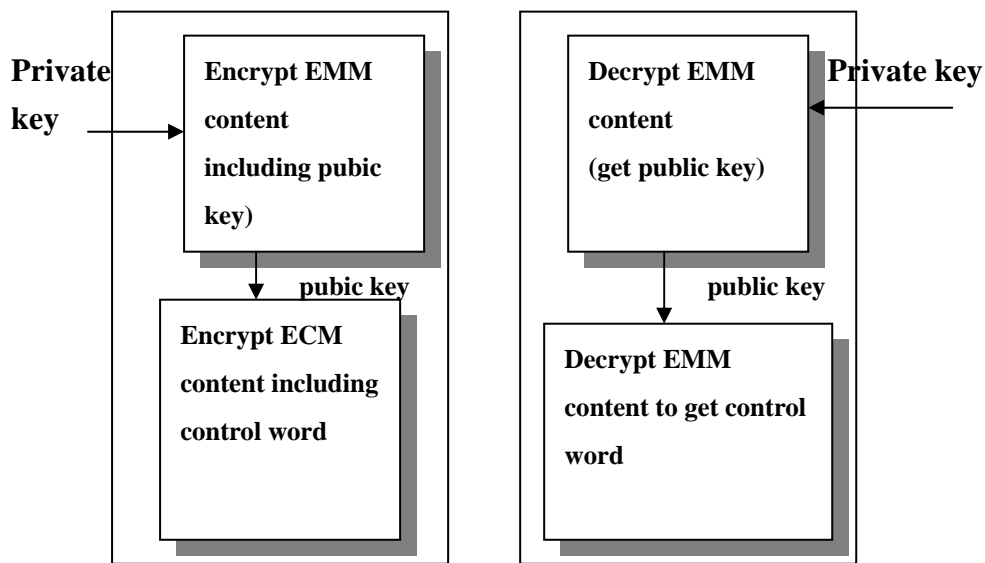 Private
key
Encrypt EMM
content
including pubic
key)
pubic key
Encrypt ECM
content including
control word
Decrypt EMM
content
(get public key)
Private key
public key
Decrypt EMM
content to get control
word